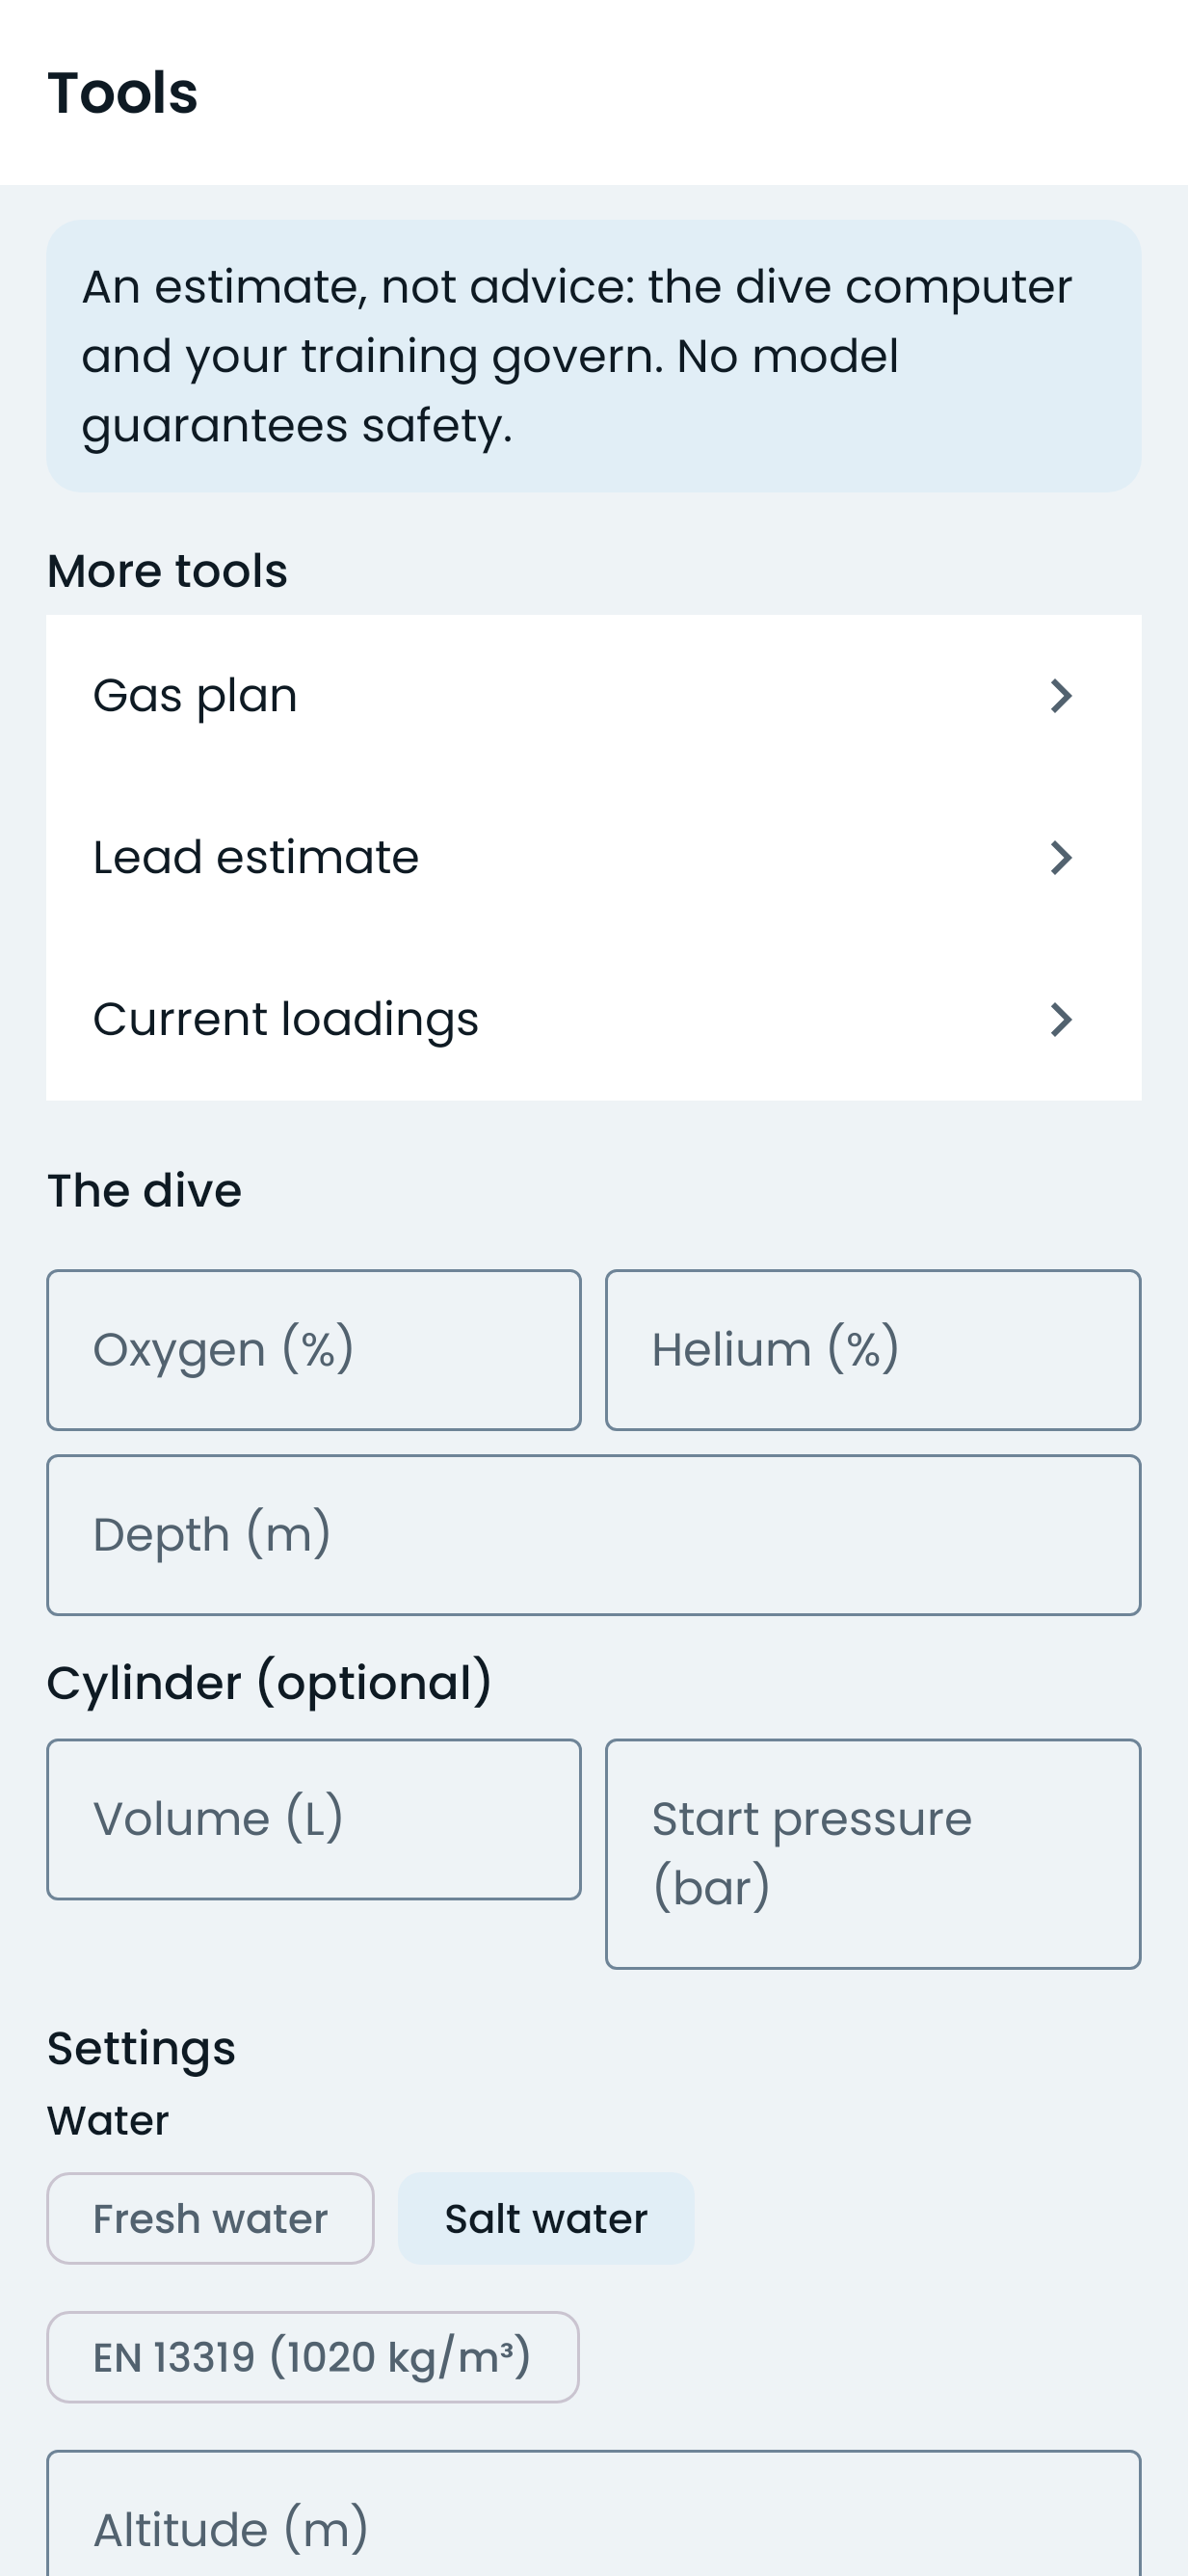 Tools
An estimate, not advice: the dive computer
and your training govern. No model
guarantees safety.
More tools
Gas plan
Lead estimate
Current loadings
The dive
Oxygen (%)
Helium (%)
Depth (m)
Cylinder (optional)
Volume (L)
Start pressure
(bar)
Settings
Water
Fresh water
Salt water
EN 13319 (1020 kg/m³)
Altitude (m)